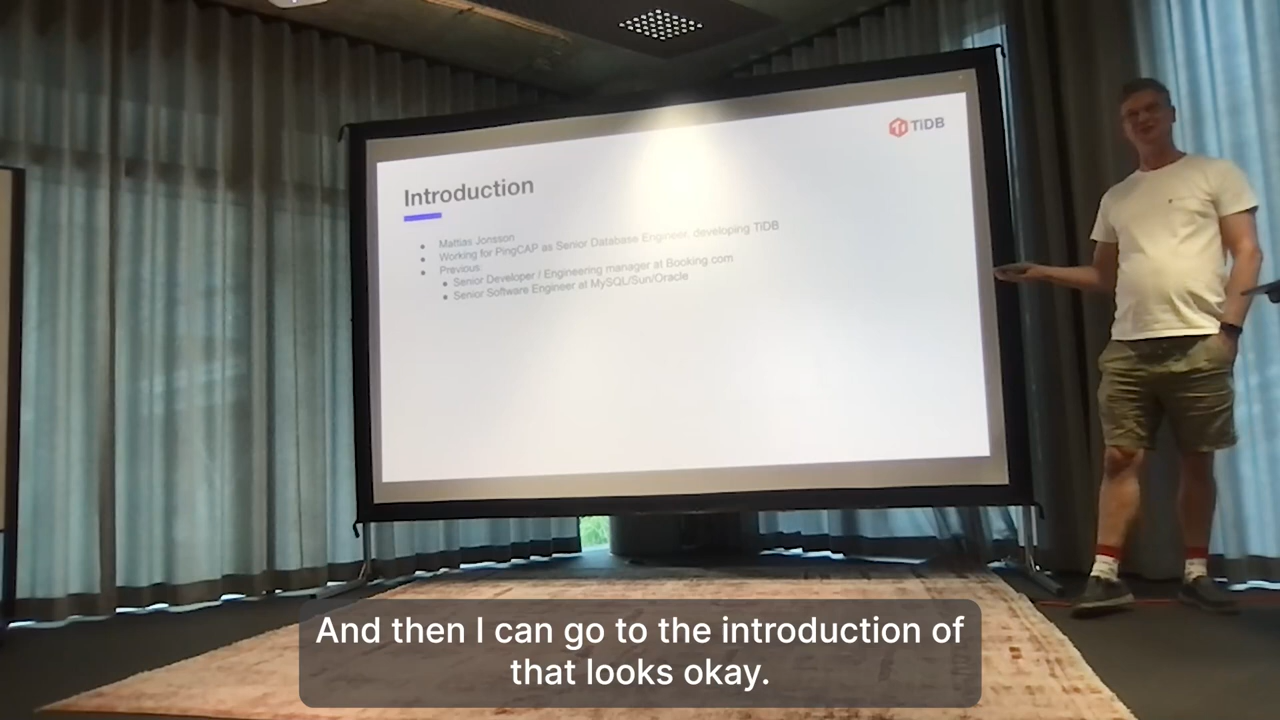 TiDB
Introduction
Mattias Jonsson
Working for PingCAP as Senior Database Engineer, developing TiDB
Previous:
Senior Developer / Engineering manager at Booking.com
Senior Software Engineer at MySQL/Sun/Oracle
And then I can go to the introduction of
that looks okay.